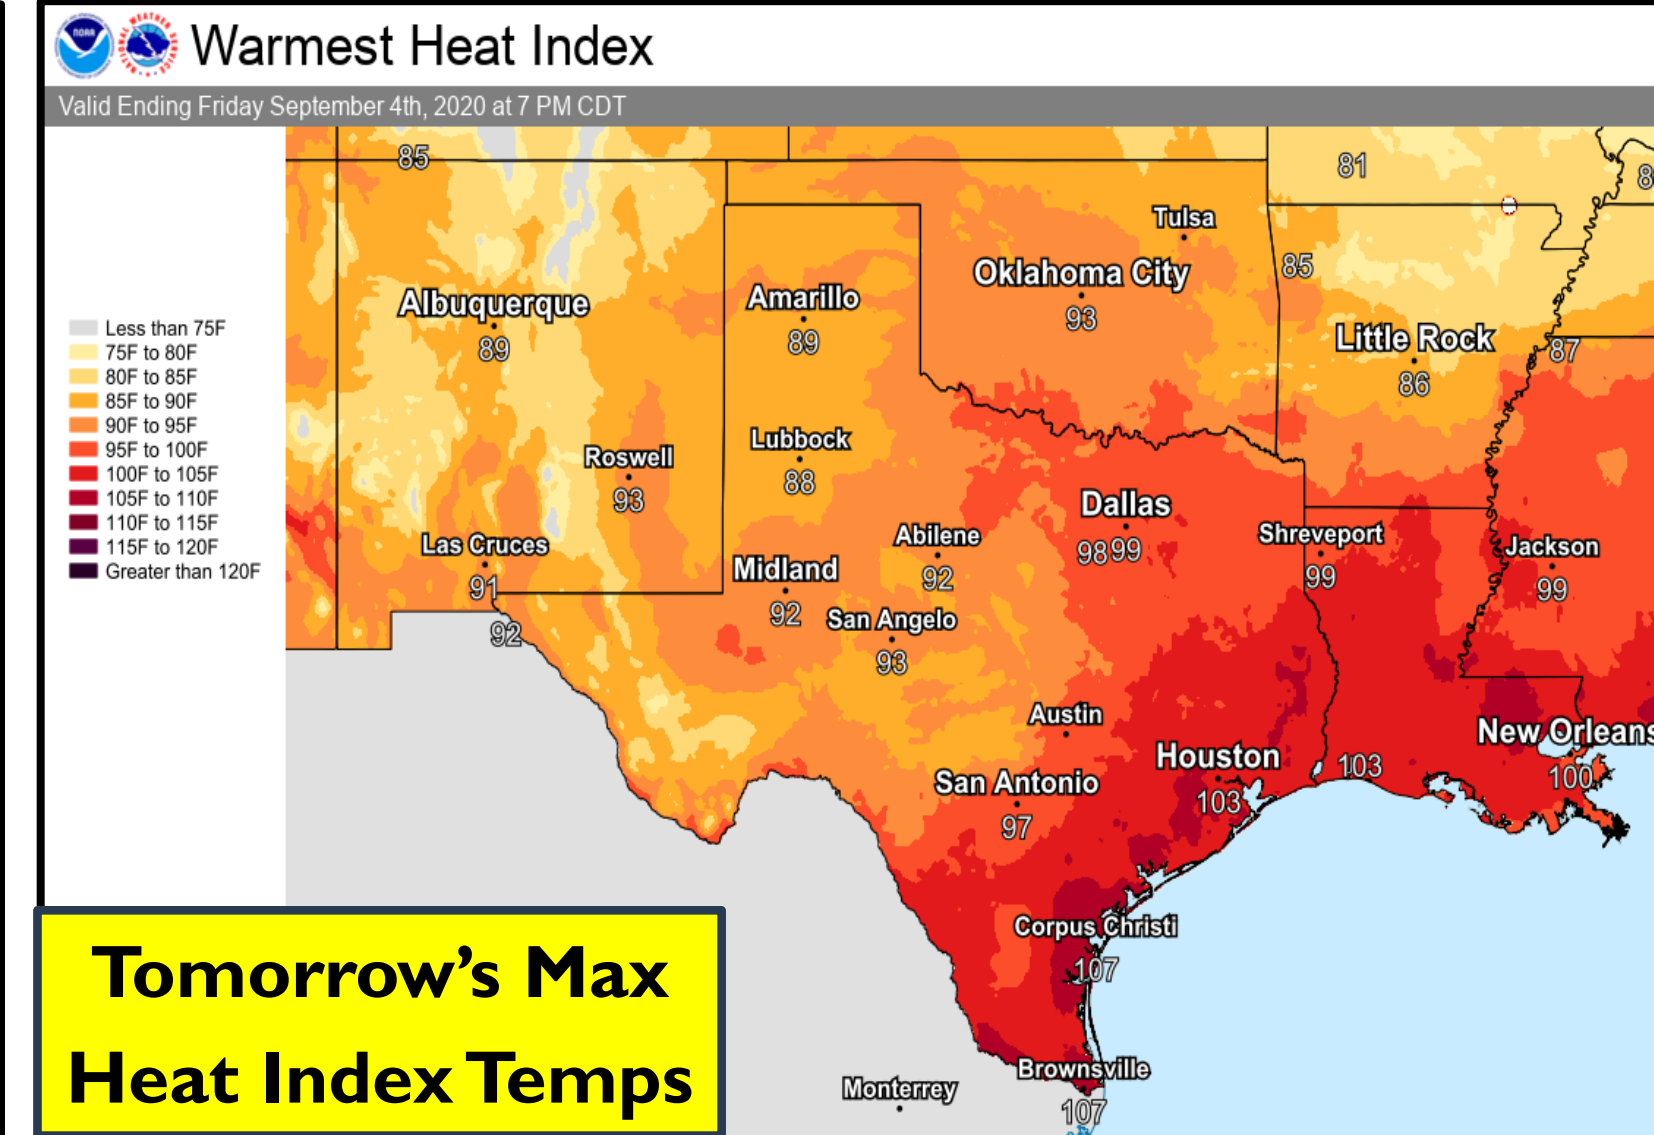 NOAA
Warmest Heat Index
Valid Ending Friday September 4th, 2020 at 7 PM CDT
85
81
Tulsa
Oklahoma City
93
85
Albuquerque
89
Amarillo
89
Little Rock
86
87
Less than 75F
75F to 80F
80F to 85F
85F to 90F
90F to 95F
95F to 100F
100F to 105F
105F to 110F
110F to 115F
115F to 120F
Greater than 120F
Roswell
93
Lubbock
88
Las Cruces
91
92
Midland
92
Abilene
92
San Angelo
93
Dallas
98 99
Shreveport
99
Jackson
99
Austin
San Antonio
97
Houston
103
103
New Orleans
100
Corpus Christi
107
Brownsville
107
Monterrey
Tomorrow’s Max
Heat Index Temps